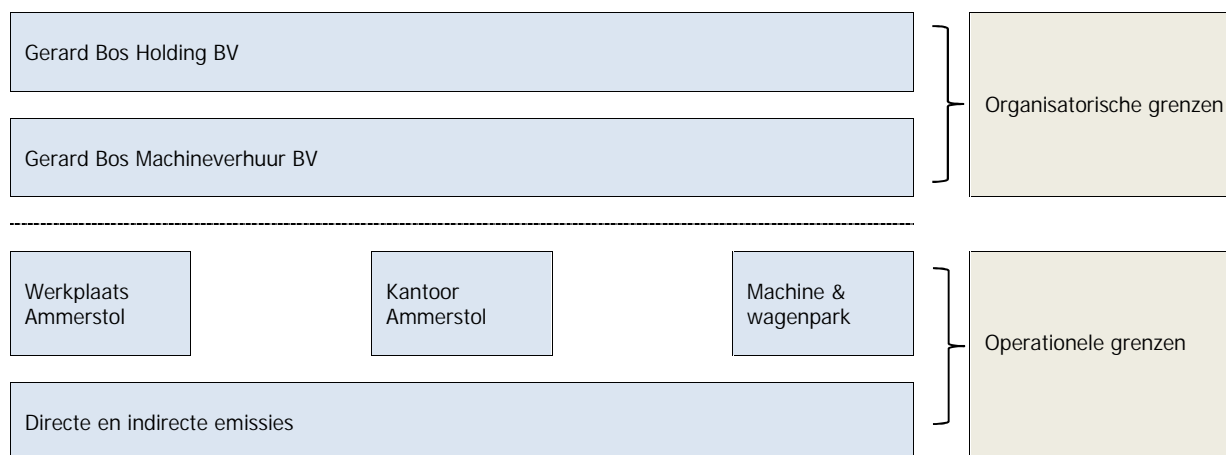 Gerard Bos Holding BV
Organisatorische grenzen
Gerard Bos Machineverhuur BV
Werkplaats
Ammerstol
Kantoor
Ammerstol
Machine &
wagenpark
Operationele grenzen
Directe en indirecte emissies